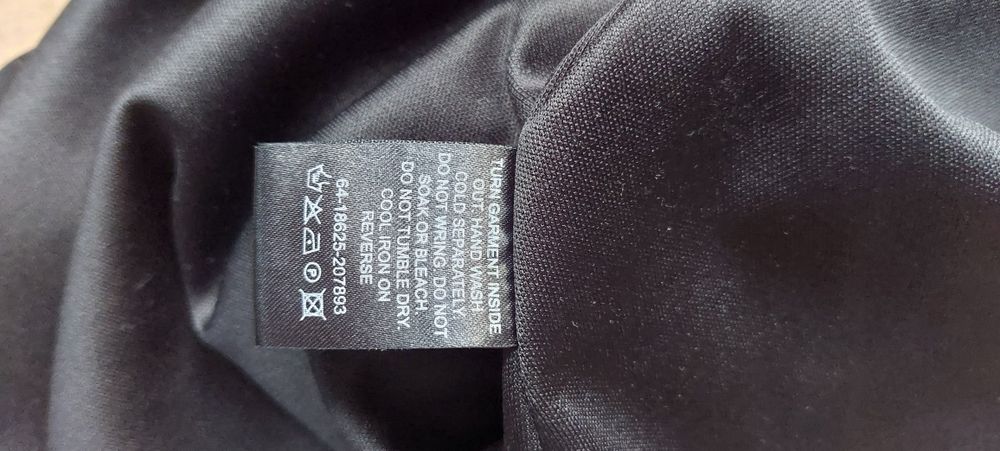 TURN GARMENT INSIDE
OUT. HAND WASH
COLD SEPARATELY
DO NOT WRING. DO NOT
SOAK OR BLEACH.
DO NOT TUMBLE DRY
COOL IRON ON
REVERSE
64-18625-207893
P